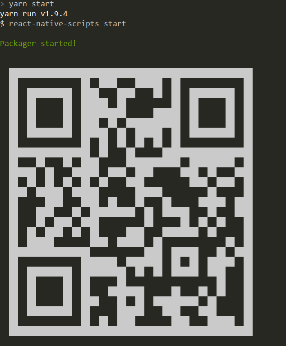 > yarn start
yarn run v1.9.4
$ react-native-scripts start
Packager started!